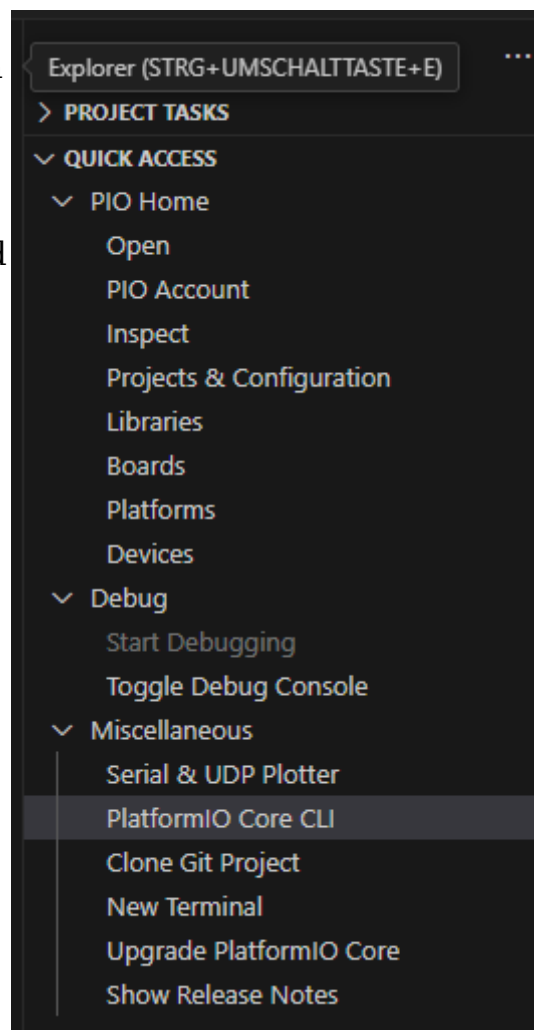 Explorer (STRG+UMSCHALTTASTE+E)
...
PROJECT TASKS
QUICK ACCESS
PIO Home
Open
PIO Account
Inspect
Projects & Configuration
Libraries
Boards
Platforms
Devices
Debug
Start Debugging
Toggle Debug Console
Miscellaneous
Serial & UDP Plotter
PlatformIO Core CLI
Clone Git Project
New Terminal
Upgrade PlatformIO Core
Show Release Notes